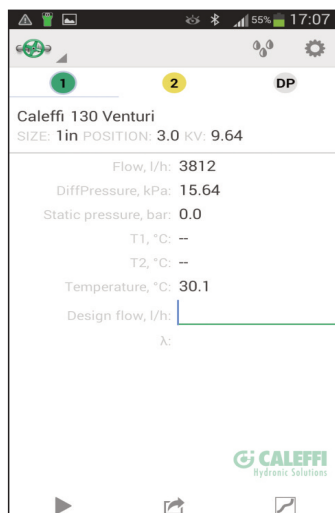 55% 17:07
1 2 DP
Caleffi 130 Venturi
SIZE: 1in POSITION: 3.0 KV: 9.64
Flow, l/h: 3812
DiffPressure, kPa: 15.64
Static pressure, bar: 0.0
T1, °C: --
T2, °C: --
Temperature, °C: 30.1
Design flow, l/h:
λ:
CALEFFI
Hydronic Solutions